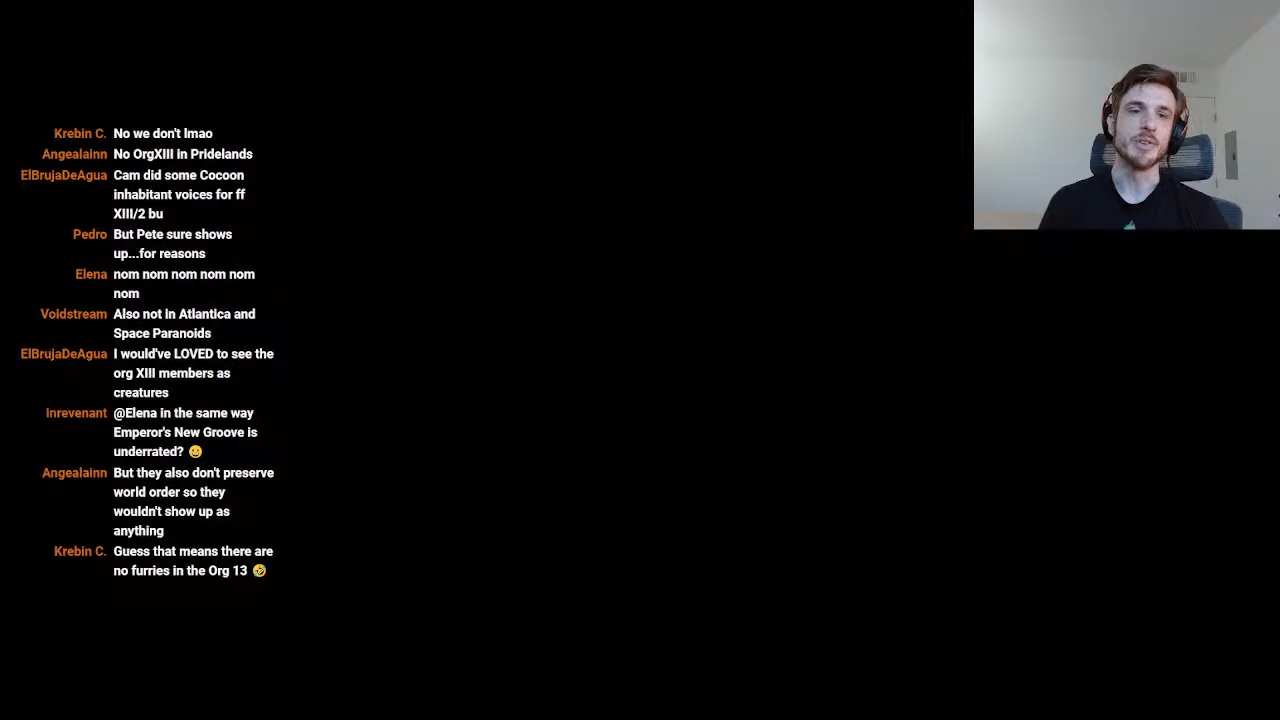 Krebin C. No we don't lmao
Angealainn No OrgXIII in Pridelands
ElBrujaDeAgua Cam did some Cocoon
inhabitant voices for ff
XIII/2 bu
Pedro But Pete sure shows
up...for reasons
Elena nom nom nom nom nom
nom
Voidstream Also not in Atlantica and
Space Paranoids
ElBrujaDeAgua I would've LOVED to see the
org XIII members as
creatures
inrevenant @Elena in the same way
Emperor's New Groove is
underrated? 😀
Angealainn But they also don't preserve
world order so they
wouldn't show up as
anything
Krebin C. Guess that means there are
no furries in the Org 13 🤣